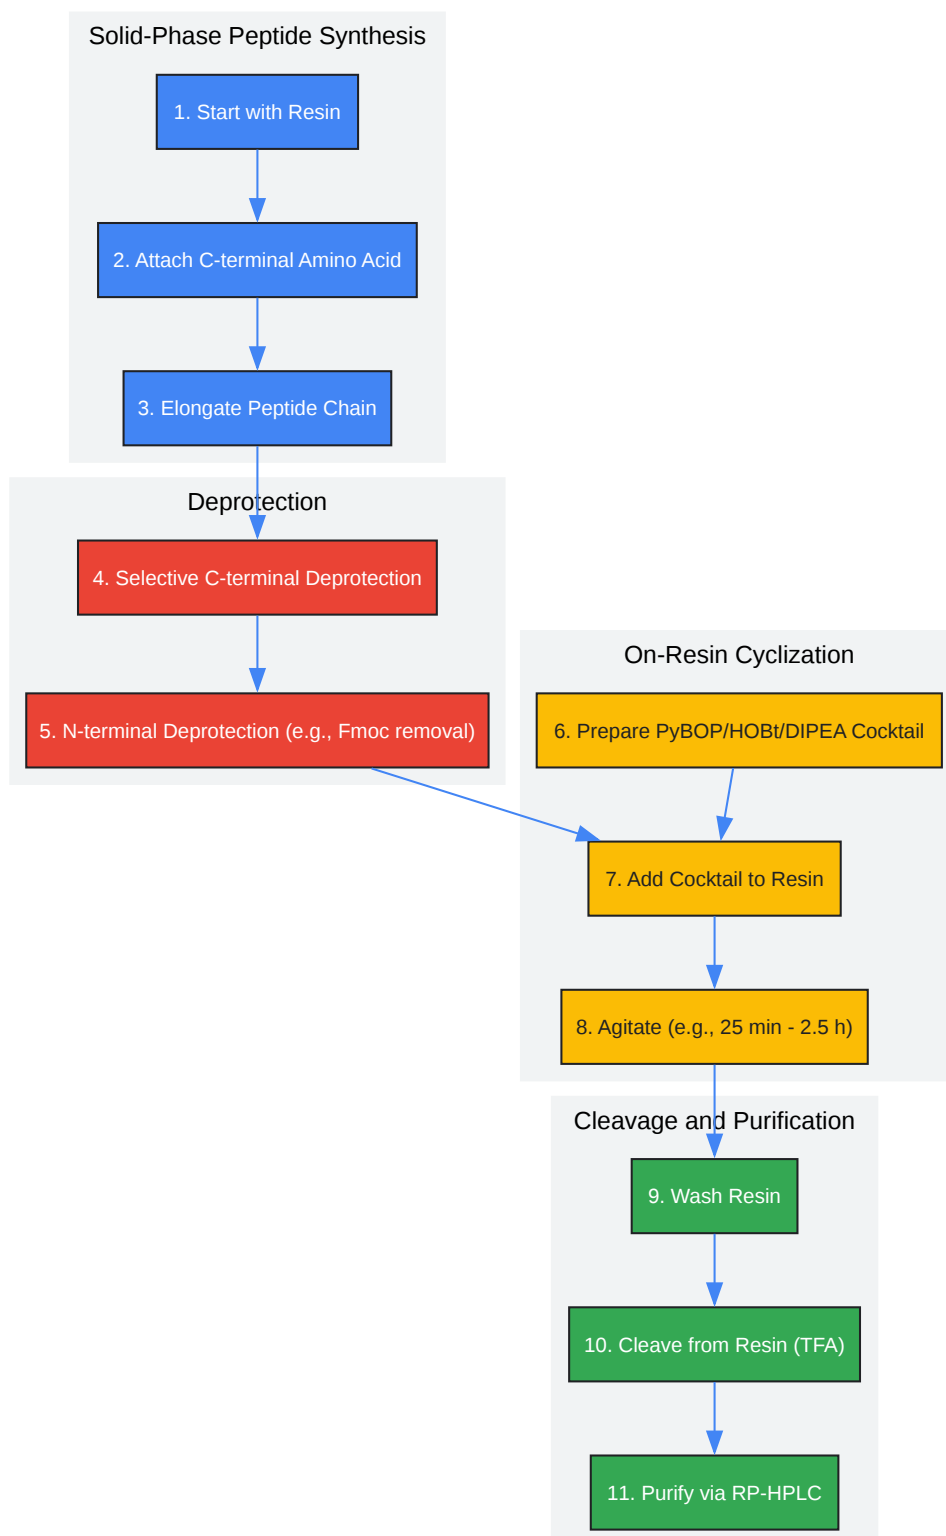 Solid-Phase Peptide Synthesis
1. Start with Resin
2. Attach C-terminal Amino Acid
3. Elongate Peptide Chain
Deprotection
4. Selective C-terminal Deprotection
5. N-terminal Deprotection (e.g., Fmoc removal)
On-Resin Cyclization
6. Prepare PyBOP/HOBt/DIPEA Cocktail
7. Add Cocktail to Resin
8. Agitate (e.g., 25 min - 2.5 h)
Cleavage and Purification
9. Wash Resin
10. Cleave from Resin (TFA)
11. Purify via RP-HPLC